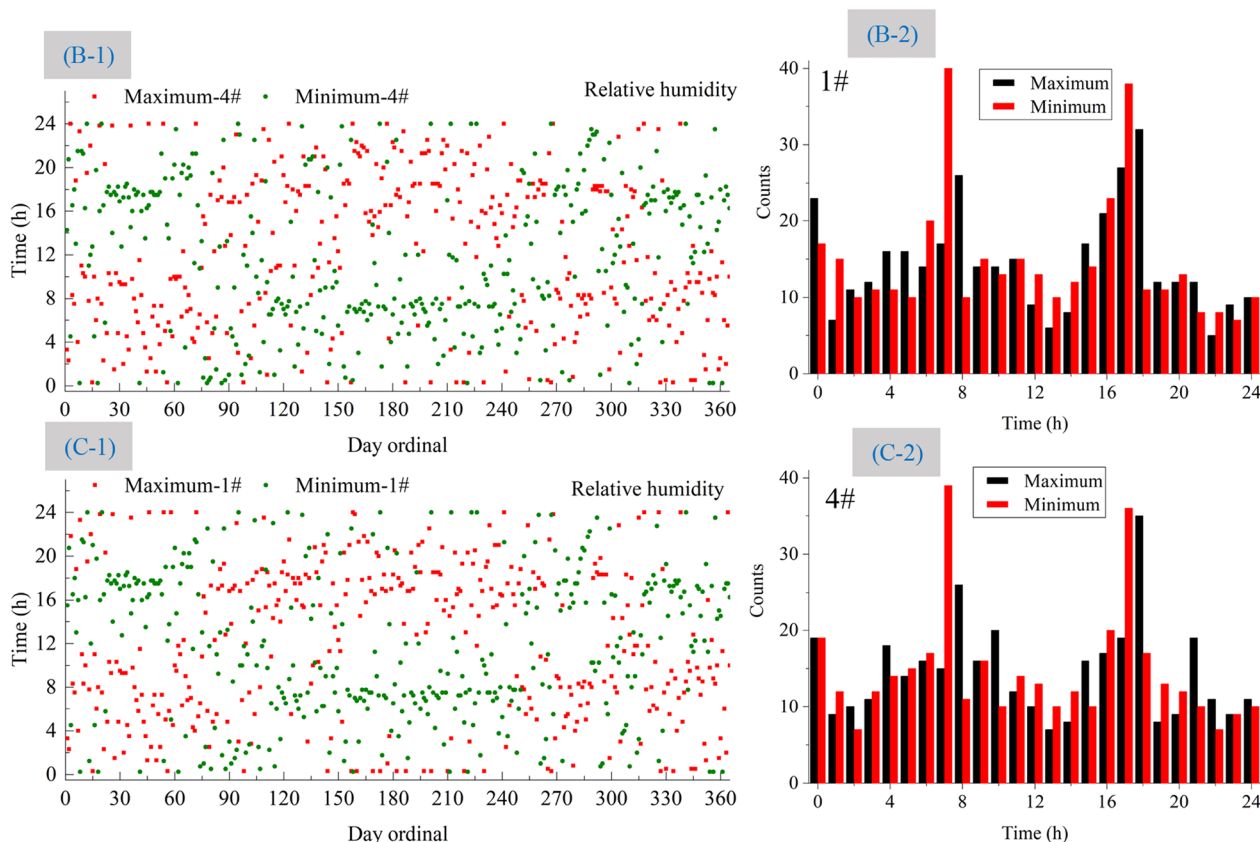 (B-1)
Maximum-4# Minimum-4# Relative humidity
Time (h)
24
20
16
12
8
4
0
0 30 60 90 120 150 180 210 240 270 300 330 360
Day ordinal
(B-2)
1#
Maximum
Minimum
Counts
40
30
20
10
0
0 4 8 12 16 20 24
Time (h)
(C-1)
Maximum-1# Minimum-1# Relative humidity
Time (h)
24
20
16
12
8
4
0
0 30 60 90 120 150 180 210 240 270 300 330 360
Day ordinal
(C-2)
4#
Maximum
Minimum
Counts
40
30
20
10
0
0 4 8 12 16 20 24
Time (h)